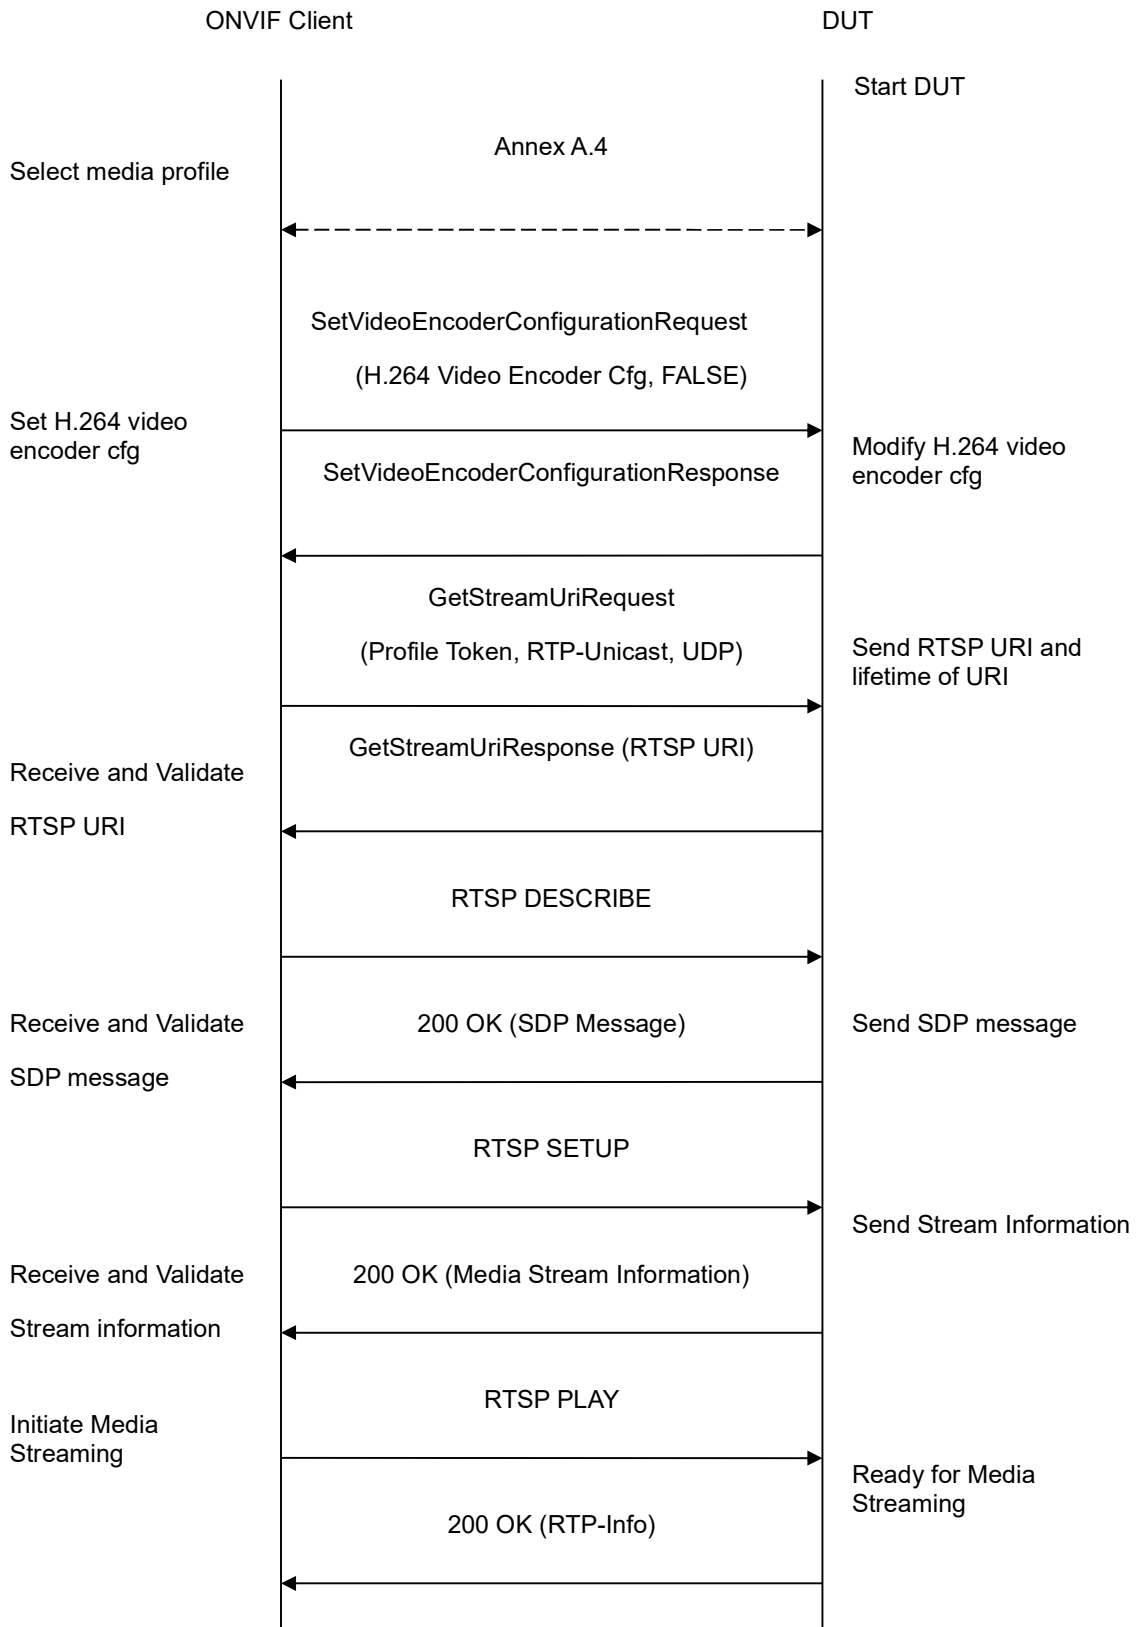 ONVIF Client
DUT
Start DUT
Annex A.4
Select media profile
SetVideoEncoderConfigurationRequest
(H.264 Video Encoder Cfg, FALSE)
Set H.264 video
encoder cfg
Modify H.264 video
encoder cfg
SetVideoEncoderConfigurationResponse
GetStreamUriRequest
(Profile Token, RTP-Unicast, UDP)
Send RTSP URI and
lifetime of URI
GetStreamUriResponse (RTSP URI)
Receive and Validate
RTSP URI
RTSP DESCRIBE
Receive and Validate
SDP message
200 OK (SDP Message)
Send SDP message
RTSP SETUP
Send Stream Information
Receive and Validate
Stream information
200 OK (Media Stream Information)
RTSP PLAY
Initiate Media
Streaming
Ready for Media
Streaming
200 OK (RTP-Info)